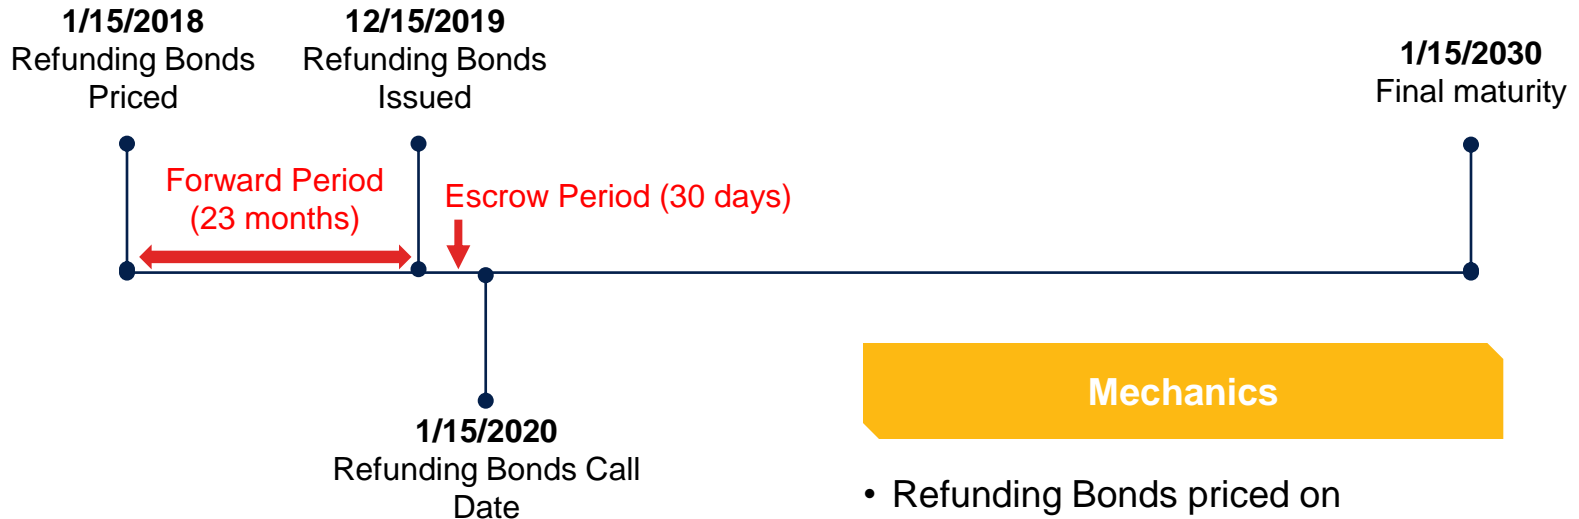 1/15/2018
Refunding Bonds
Priced
12/15/2019
Refunding Bonds
Issued
1/15/2030
Final maturity
Forward Period
(23 months)
Escrow Period (30 days)
1/15/2020
Refunding Bonds Call
Date
Mechanics
• Refunding Bonds priced on